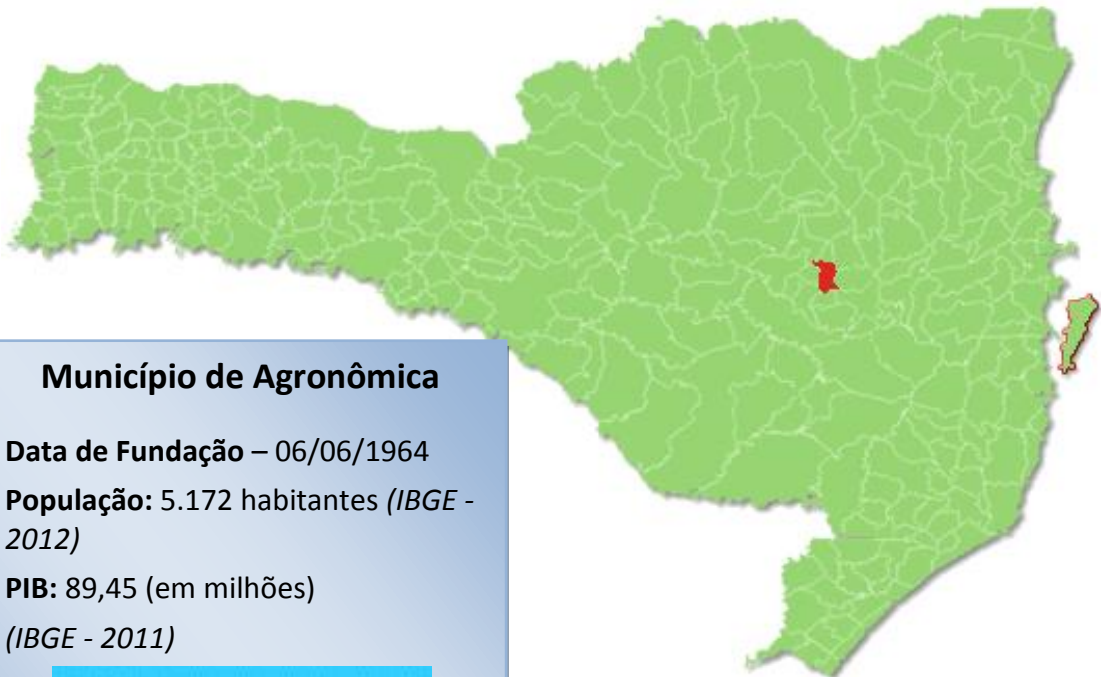 Município de Agronômica
Data de Fundação – 06/06/1964
População: 5.172 habitantes (IBGE -
2012)
PIB: 89,45 (em milhões)
(IBGE - 2011)